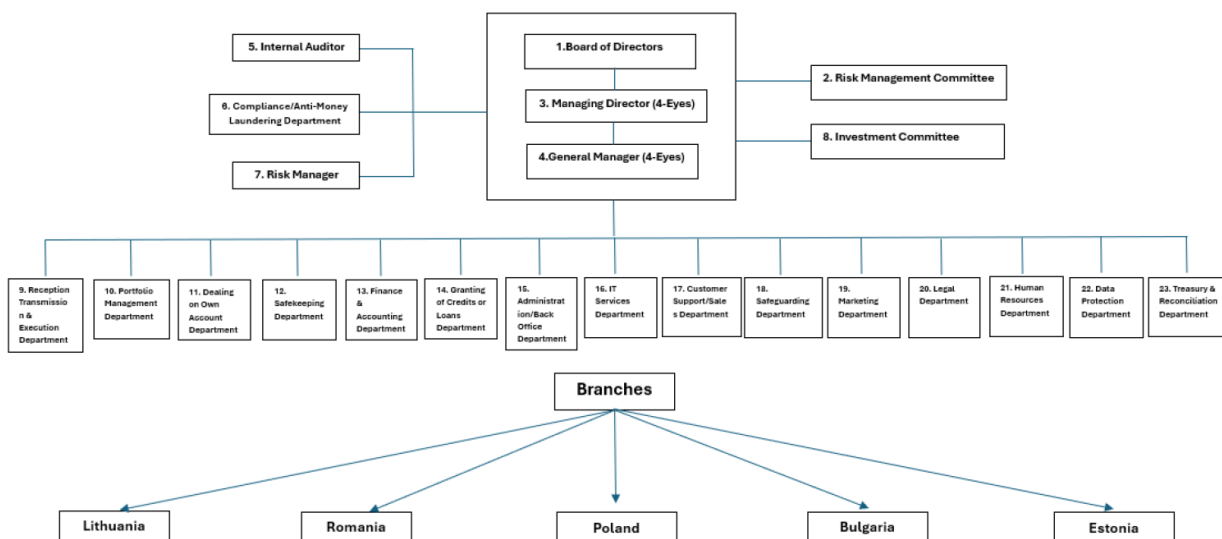 1.Board of Directors
5. Internal Auditor
2. Risk Management Committee
3. Managing Director (4-Eyes)
6. Compliance/Anti-Money
Laundering Department
8. Investment Committee
4.General Manager (4-Eyes)
7. Risk Manager
9. Reception
Transmissio
n &
Execution
Department
10. Portfolio
Management
Department
11. Dealing on
Own Account
Department
12.
Safekeeping
Department
13. Finance
&
Accounting
Department
14. Granting
of Credits or
Loans
Department
15.
Administrat
ion/Back
Office
Department
16. IT
Services
Department
17. Customer
Support/Sale
s Department
18.
Safeguarding
Department
19.
Marketing
Department
20. Legal
Department
21. Human
Resources
Department
22. Data
Protection
Department
23. Treasury &
Reconciliation
Department
Branches
Lithuania
Romania
Poland
Bulgaria
Estonia